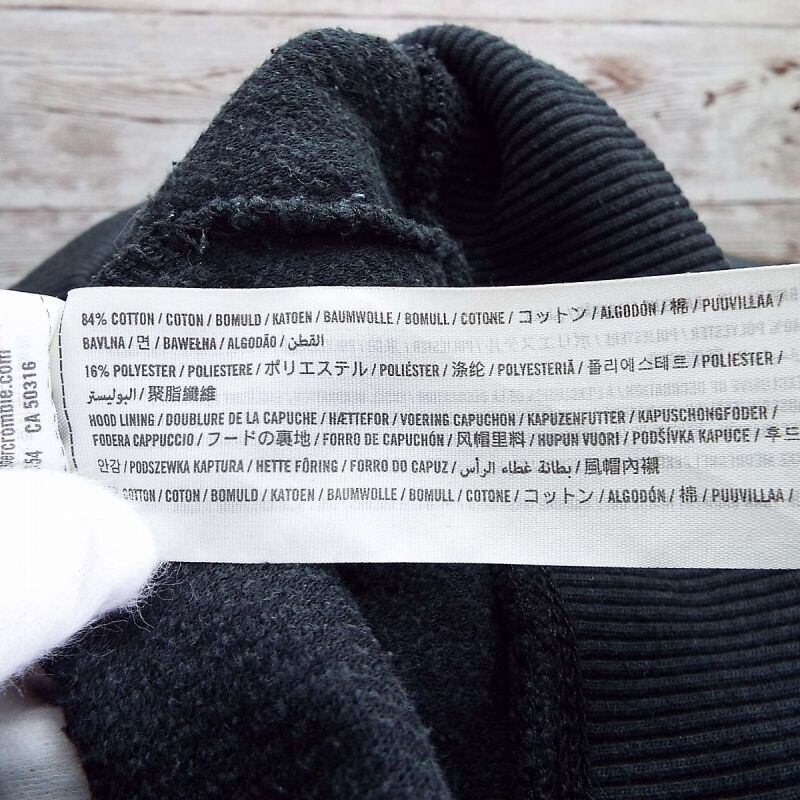 84% COTTON / COTON / BOMULD / KATOEN / BAUMWOLLE / BOMULL / COTONE / コットン / ALGODÓN / 棉 / PUUVILLAA /
BAVLNA / 면 / BAWEŁNA / ALGODÃO / القطن
16% POLYESTER / POLIESTERE / ポリエステル / POLIÉSTER / 涤纶 / POLYESTERIÄ / 폴리에스테르 / POLIESTER /
البوليستر / 聚脂纖維
HOOD LINING / DOUBLURE DE LA CAPUCHE / HÆTTEFOR / VOERING CAPUCHON / KAPUZENFUTTER / KAPUSCHONGFODER /
FODERA CAPPUCCIO / フードの裏地 / FORRO DE CAPUCHÓN / 风帽里料 / HUPUN VUORI / PODŠÍVKA KAPUCE / 후드
안감 / PODSZEWKA KAPTURA / HETTE FÔRING / FORRO DO CAPUZ / بطانة غطاء الرأس / 風帽內襯
COTTON / COTON / BOMULD / KATOEN / BAUMWOLLE / BOMULL / COTONE / コットン / ALGODÓN / 棉 / PUUVILLAA /
ercrombie.com
54 CA 50316